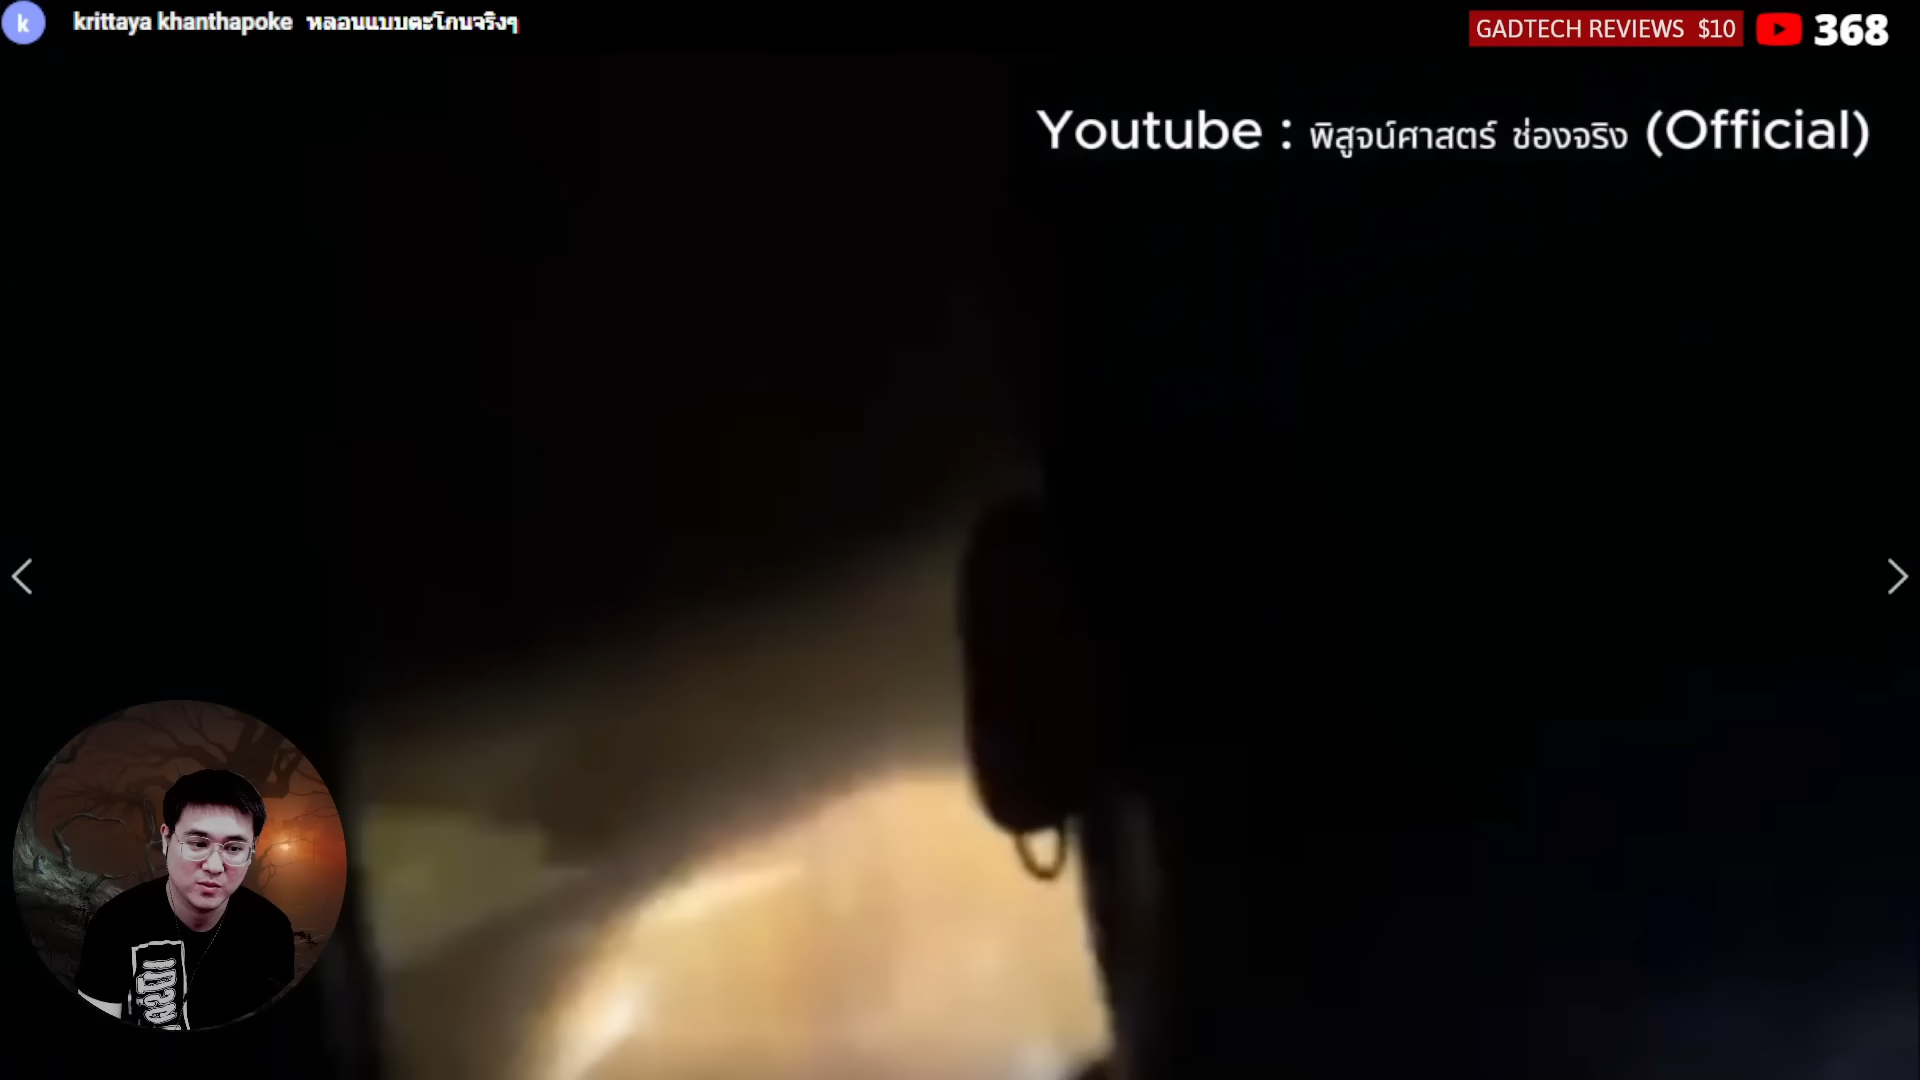 k krittaya khanthapoke หลอนแบบตะโกนจริงๆ
GADTECH REVIEWS $10 368
Youtube : พิสูจน์ศาสตร์ ช่องจริง (Official)